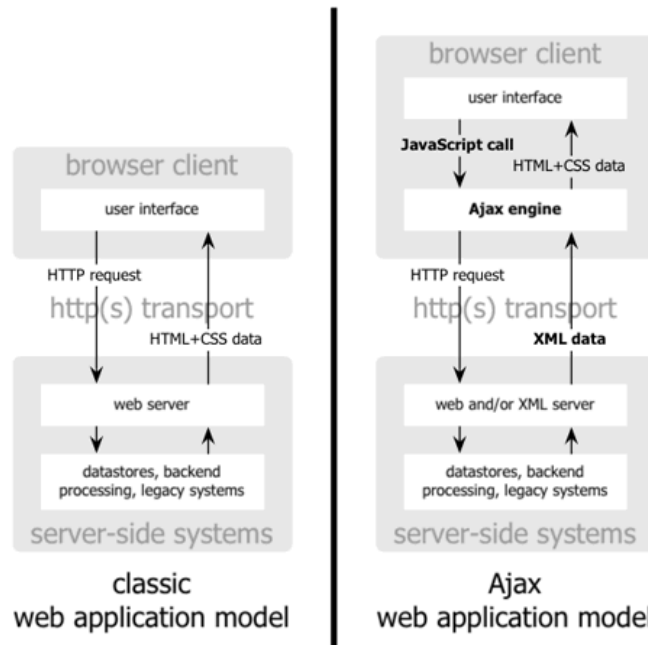 browser client
user interface
HTTP request
http(s) transport
HTML+CSS data
web server
datastores, backend
processing, legacy systems
server-side systems
classic
web application model
browser client
user interface
JavaScript call
HTML+CSS data
Ajax engine
HTTP request
http(s) transport
XML data
web and/or XML server
datastores, backend
processing, legacy systems
server-side systems
Ajax
web application model